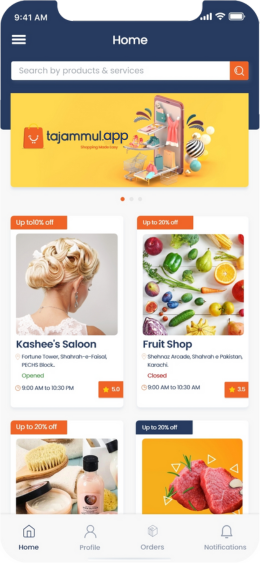 9:41 AM
Home
Search by products & services
tajammul.app
Shopping Made easy
Up to10% off
Up to 20% off
Kashee's Saloon
Fortune Tower, Shahrah-e-Faisal,
PECHS Block.
Opened
9:00 AM to 10:30 PM
5.0
Fruit Shop
Shehnaz Arcade, Shahrah e Pakistan,
Karachi.
Closed
9:00 AM to 10:30 AM
3.5
Up to 20% off
Up to 20% off
Home
Profile
Orders
Notifications